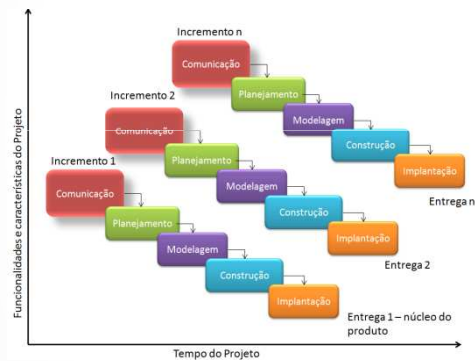 Incremento n
Comunicação
Planejamento
Modelagem
Construção
Implantação
Entrega n
Incremento 2
Comunicação
Planejamento
Modelagem
Construção
Implantação
Entrega 2
Incremento 1
Comunicação
Planejamento
Modelagem
Construção
Implantação
Entrega 1 – núcleo do
produto
Funcionalidades e características do Projeto
Tempo do Projeto